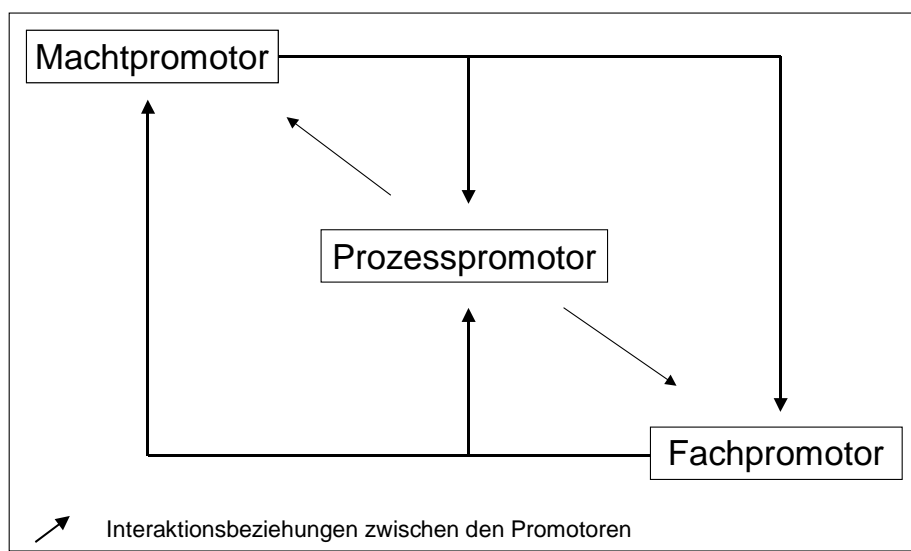 Machtpromotor
Prozesspromotor
Fachpromotor
Interaktionsbeziehungen zwischen den Promotoren